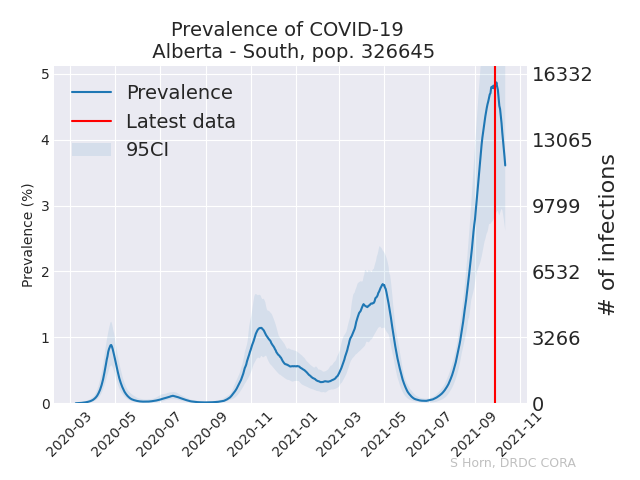 Prevalence of COVID-19
Alberta - South, pop. 326645
Prevalence (%)
5
4
3
2
1
0
Prevalence
Latest data
95CI
16332
13065
9799
6532
3266
0
# of infections
2020-03
2020-05
2020-07
2020-09
2020-11
2021-01
2021-03
2021-05
2021-07
2021-09
2021-11
S Horn, DRDC CORA